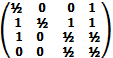 ½ 0 0 1
1 ½ 1 1
1 0 ½ ½
0 0 ½ ½